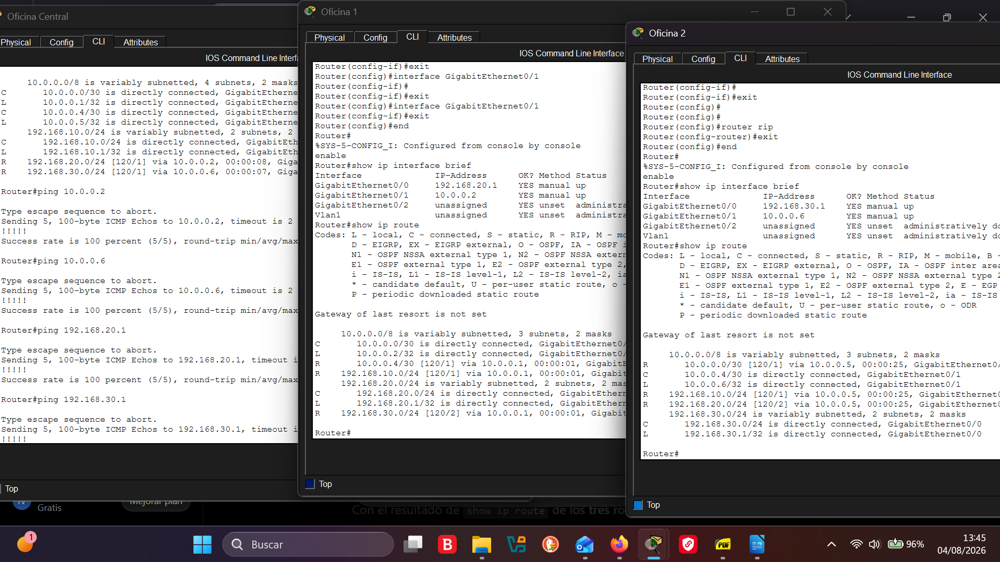 Oficina Central
Physical
Config
CLI
Attributes
IOS Command Line Interfa
10.0.0.0/8 is variably subnetted, 4 subnets, 2 masks
C 10.0.0.0/30 is directly connected, GigabitEtherne
L 10.0.0.1/32 is directly connected, GigabitEtherne
C 10.0.0.4/30 is directly connected, GigabitEtherne
L 10.0.0.5/32 is directly connected, GigabitEtherne
192.168.10.0/24 is variably subnetted, 2 subnets, 2
C 192.168.10.0/24 is directly connected, GigabitEth
L 192.168.10.1/32 is directly connected, GigabitEth
R 192.168.20.0/24 [120/1] via 10.0.0.2, 00:00:08, Giga
R 192.168.30.0/24 [120/1] via 10.0.0.6, 00:00:07, Giga
Router#ping 10.0.0.2
Type escape sequence to abort.
Sending 5, 100-byte ICMP Echos to 10.0.0.2, timeout is 2
!!!!!
Success rate is 100 percent (5/5), round-trip min/avg/max
Router#ping 10.0.0.6
Type escape sequence to abort.
Sending 5, 100-byte ICMP Echos to 10.0.0.6, timeout is 2
!!!!!
Success rate is 100 percent (5/5), round-trip min/avg/max
Router#ping 192.168.20.1
Type escape sequence to abort.
Sending 5, 100-byte ICMP Echos to 192.168.20.1, timeout i
!!!!!
Success rate is 100 percent (5/5), round-trip min/avg/max
Router#ping 192.168.30.1
Type escape sequence to abort.
Sending 5, 100-byte ICMP Echos to 192.168.30.1, timeout i
!!!!!
Top
Oficina 1
Physical
Config
CLI
Attributes
IOS Command Line Interface
Router(config-if)#exit
Router(config)#interface GigabitEthernet0/1
Router(config-if)#
Router(config-if)#exit
Router(config)#interface GigabitEthernet0/1
Router(config-if)#exit
Router(config)#end
Router#
%SYS-5-CONFIG_I: Configured from console by console
enable
Router#show ip interface brief
Interface IP-Address OK? Method Status
GigabitEthernet0/0 192.168.20.1 YES manual up
GigabitEthernet0/1 10.0.0.2 YES manual up
GigabitEthernet0/2 unassigned YES unset administra
Vlan1 unassigned YES unset administra
Router#show ip route
Codes: L - local, C - connected, S - static, R - RIP, M - mo
D - EIGRP, EX - EIGRP external, O - OSPF, IA - OSPF i
N1 - OSPF NSSA external type 1, N2 - OSPF NSSA extern
E1 - OSPF external type 1, E2 - OSPF external type 2,
i - IS-IS, L1 - IS-IS level-1, L2 - IS-IS level-2, ia
* - candidate default, U - per-user static route, o -
P - periodic downloaded static route
Gateway of last resort is not set
10.0.0.0/8 is variably subnetted, 3 subnets, 2 masks
C 10.0.0.0/30 is directly connected, GigabitEthernet0/
L 10.0.0.2/32 is directly connected, GigabitEthernet0/
R 10.0.0.4/30 [120/1] via 10.0.0.1, 00:00:01, GigabitE
R 192.168.10.0/24 [120/1] via 10.0.0.1, 00:00:01, Gigabit
192.168.20.0/24 is variably subnetted, 2 subnets, 2 mas
C 192.168.20.0/24 is directly connected, GigabitEthern
L 192.168.20.1/32 is directly connected, GigabitEthern
R 192.168.30.0/24 [120/2] via 10.0.0.1, 00:00:01, Gigabit
Router#
Top
Oficina 2
Physical
Config
CLI
Attributes
IOS Command Line Interface
Router(config-if)#
Router(config-if)#exit
Router(config)#
Router(config)#
Router(config)#router rip
Router(config-router)#exit
Router(config)#end
Router#
%SYS-5-CONFIG_I: Configured from console by console
enable
Router#show ip interface brief
Interface IP-Address OK? Method Status
GigabitEthernet0/0 192.168.30.1 YES manual up
GigabitEthernet0/1 10.0.0.6 YES manual up
GigabitEthernet0/2 unassigned YES unset administratively do
Vlan1 unassigned YES unset administratively do
Router#show ip route
Codes: L - local, C - connected, S - static, R - RIP, M - mobile, B -
D - EIGRP, EX - EIGRP external, O - OSPF, IA - OSPF inter area
N1 - OSPF NSSA external type 1, N2 - OSPF NSSA external type 2
E1 - OSPF external type 1, E2 - OSPF external type 2, E - EGP
i - IS-IS, L1 - IS-IS level-1, L2 - IS-IS level-2, ia - IS-IS
* - candidate default, U - per-user static route, o - ODR
P - periodic downloaded static route
Gateway of last resort is not set
10.0.0.0/8 is variably subnetted, 3 subnets, 2 masks
R 10.0.0.0/30 [120/1] via 10.0.0.5, 00:00:25, GigabitEthernet0/
C 10.0.0.4/30 is directly connected, GigabitEthernet0/1
L 10.0.0.6/32 is directly connected, GigabitEthernet0/1
R 192.168.10.0/24 [120/1] via 10.0.0.5, 00:00:25, GigabitEthernet0
R 192.168.20.0/24 [120/2] via 10.0.0.5, 00:00:25, GigabitEthernet0
192.168.30.0/24 is variably subnetted, 2 subnets, 2 masks
C 192.168.30.0/24 is directly connected, GigabitEthernet0/0
L 192.168.30.1/32 is directly connected, GigabitEthernet0/0
Router#
Top
IV
Gratis
Mejorar plan
Con el resultado de show ip route de los tres ro
1
Buscar
B
PDF
96%
13:45
04/08/2026